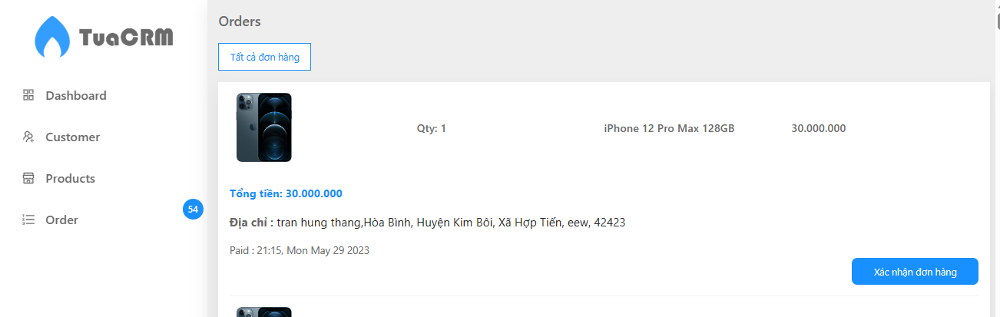 TuaCRM
Dashboard
Customer
Products
54
Order
Orders
Tất cả đơn hàng
Qty: 1
iPhone 12 Pro Max 128GB
30.000.000
Tổng tiền: 30.000.000
Địa chỉ : tran hung thang,Hòa Bình, Huyện Kim Bôi, Xã Hợp Tiến, eew, 42423
Paid : 21:15, Mon May 29 2023
Xác nhận đơn hàng